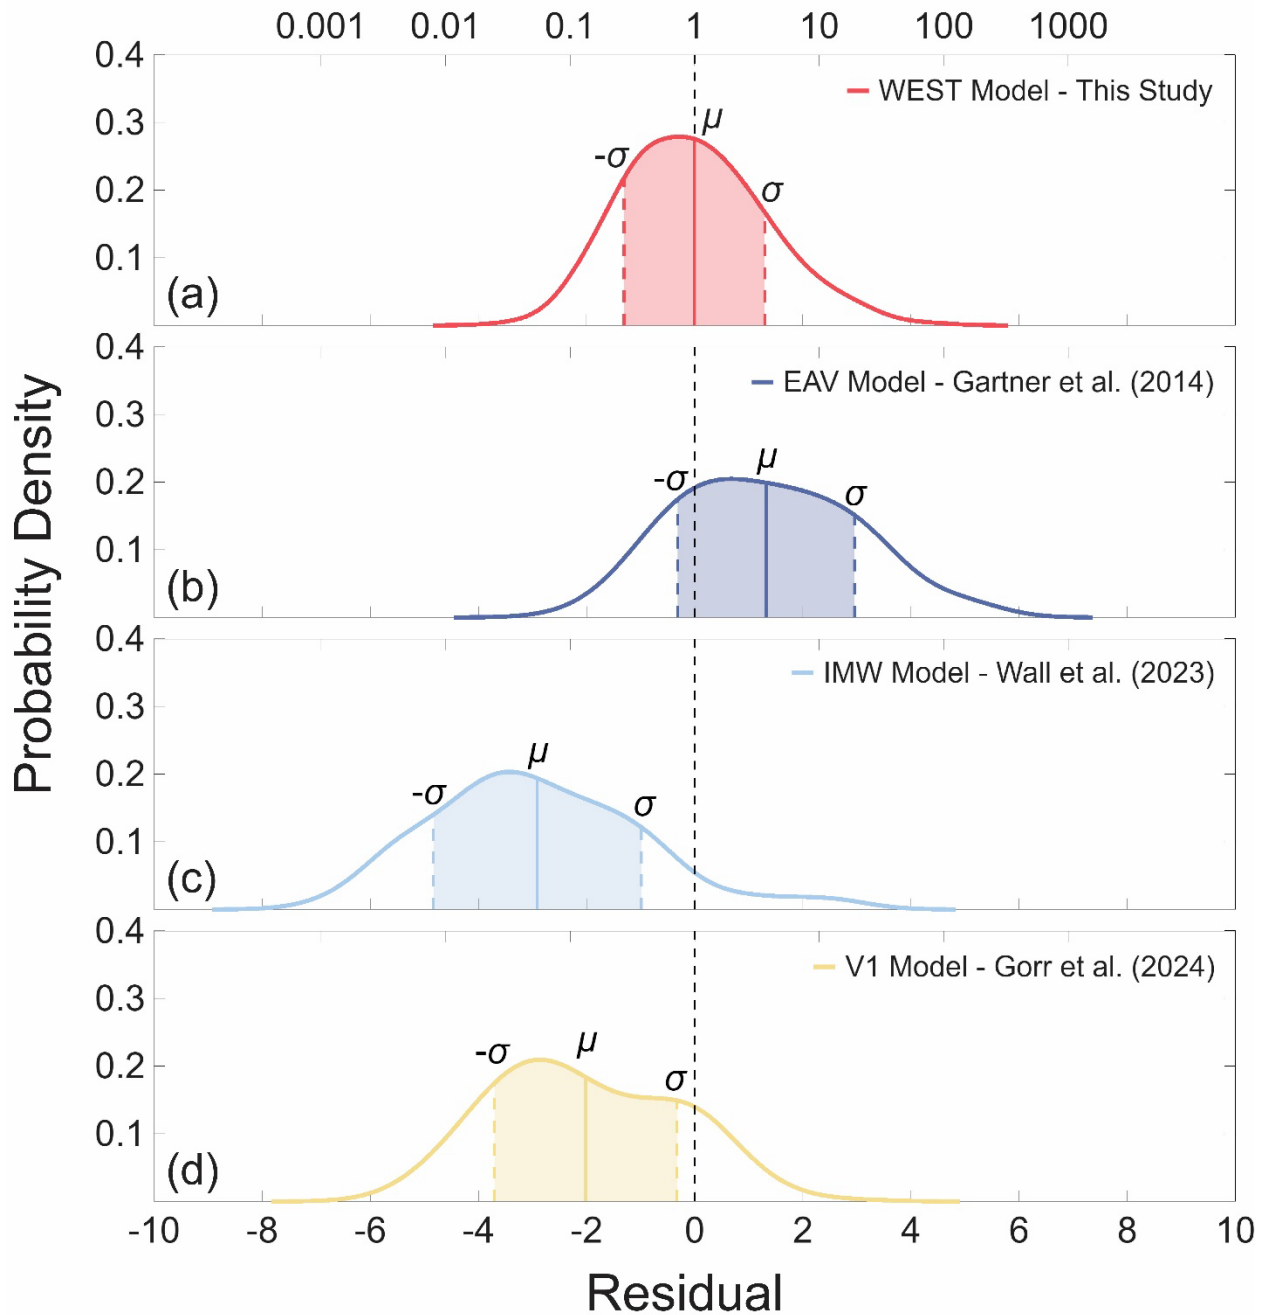 0.001 0.01 0.1 1 10 100 1000
0.4
WEST Model - This Study
0.3
μ
-σ
σ
0.2
0.1
(a)
0.4
EAV Model - Gartner et al. (2014)
0.3
μ
-σ
σ
0.2
0.1
(b)
0.4
IMW Model - Wall et al. (2023)
0.3
μ
0.2
-σ
σ
0.1
(c)
0.4
V1 Model - Gorr et al. (2024)
0.3
μ
-σ
σ
0.2
0.1
(d)
-10 -8 -6 -4 -2 0 2 4 6 8 10
Residual
Probability Density